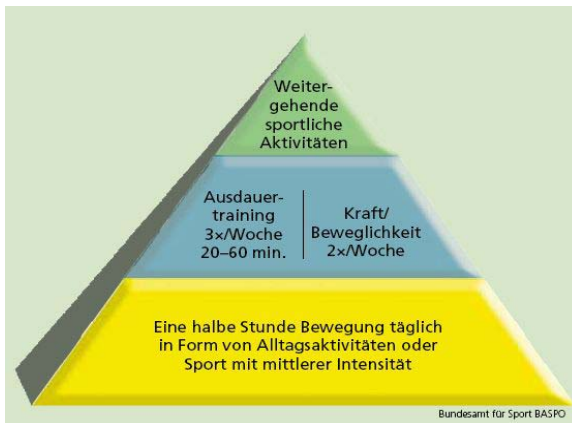 Weiter-
gehende
sportliche
Aktivitäten
Ausdauer-
training
3×/Woche
20–60 min.
Kraft/
Beweglichkeit
2×/Woche
Eine halbe Stunde Bewegung täglich
in Form von Alltagsaktivitäten oder
Sport mit mittlerer Intensität
Bundesamt für Sport BASPO